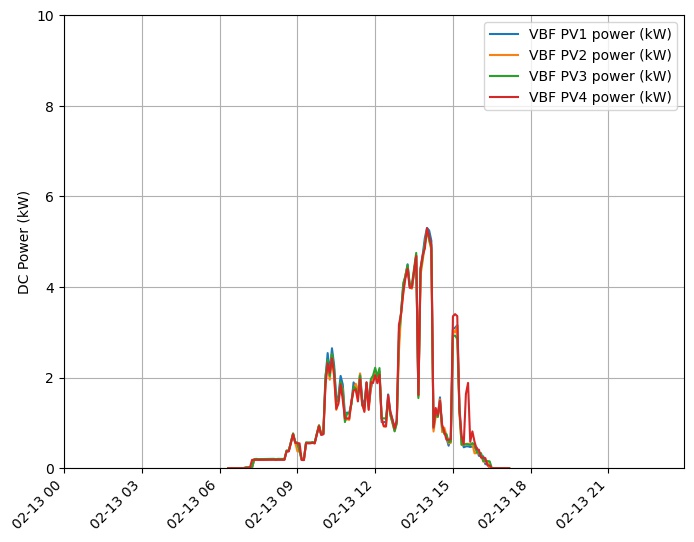 10
8
6
4
2
0
DC Power (kW)
VBF PV1 power (kW)
VBF PV2 power (kW)
VBF PV3 power (kW)
VBF PV4 power (kW)
02-13 00
02-13 03
02-13 06
02-13 09
02-13 12
02-13 15
02-13 18
02-13 21